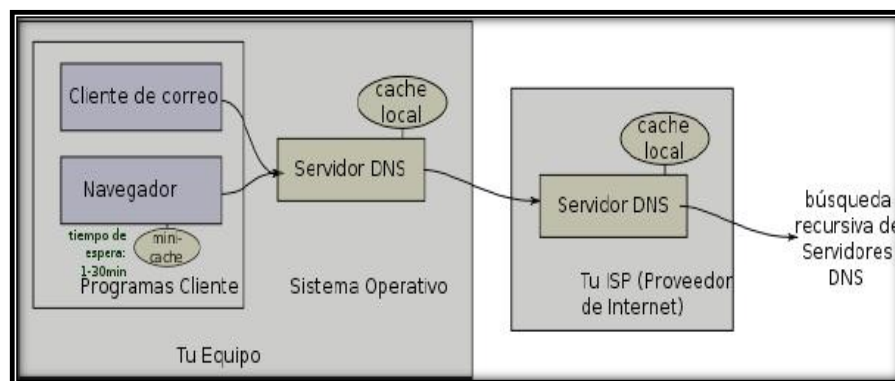 Cliente de correo
Navegador
tiempo de
espera:
1-30min
mini-
cache
Programas Cliente
cache
local
Servidor DNS
Sistema Operativo
Tu Equipo
cache
local
Servidor DNS
Tu ISP (Proveedor
de Internet)
búsqueda
recursiva de
Servidores
DNS